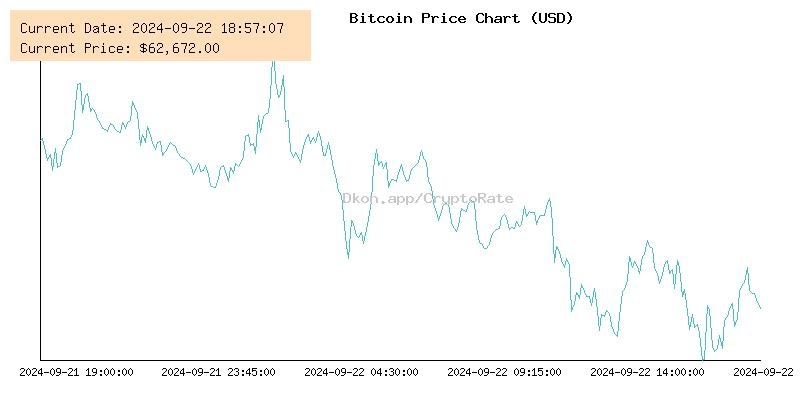 Bitcoin Price Chart (USD)
Current Date: 2024-09-22 18:57:07
Current Price: $62,672.00
Dkon.app/CryptoRate
2024-09-21 19:00:00 2024-09-21 23:45:00 2024-09-22 04:30:00 2024-09-22 09:15:00 2024-09-22 14:00:00 2024-09-22